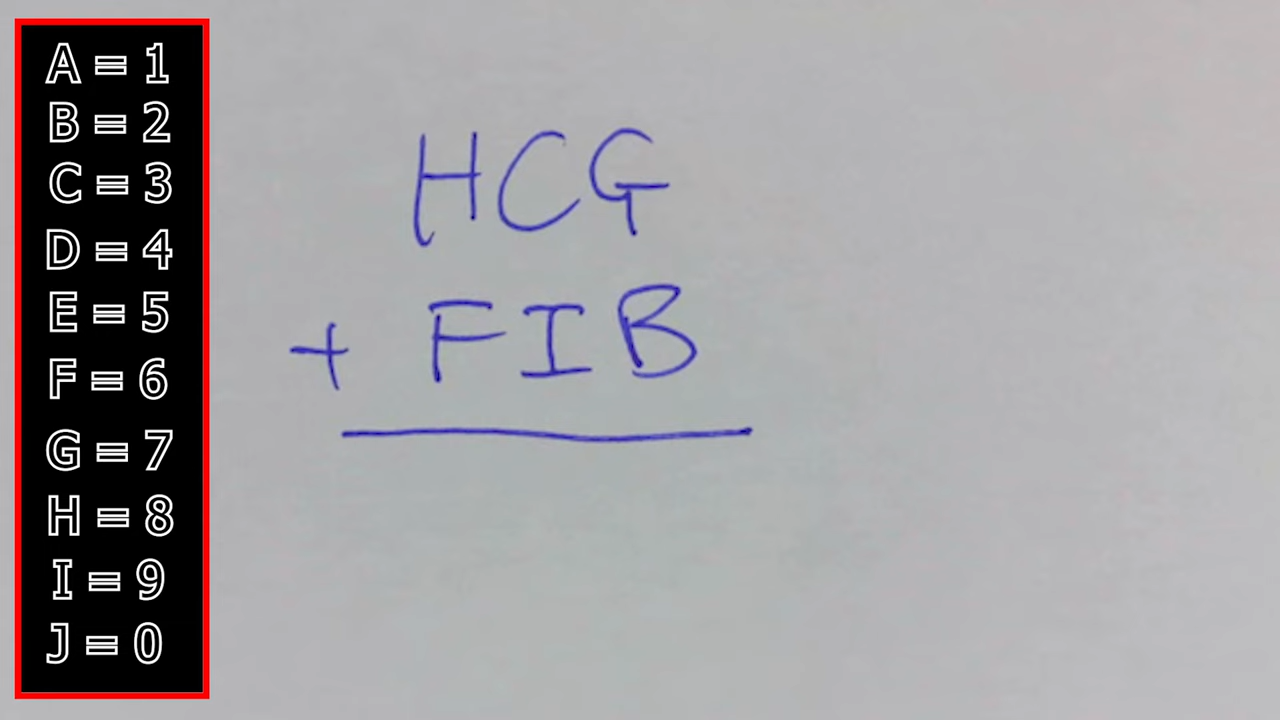 A = 1
B = 2
C = 3
D = 4
E = 5
F = 6
G = 7
H = 8
I = 9
J = 0
HCG
+ FIB